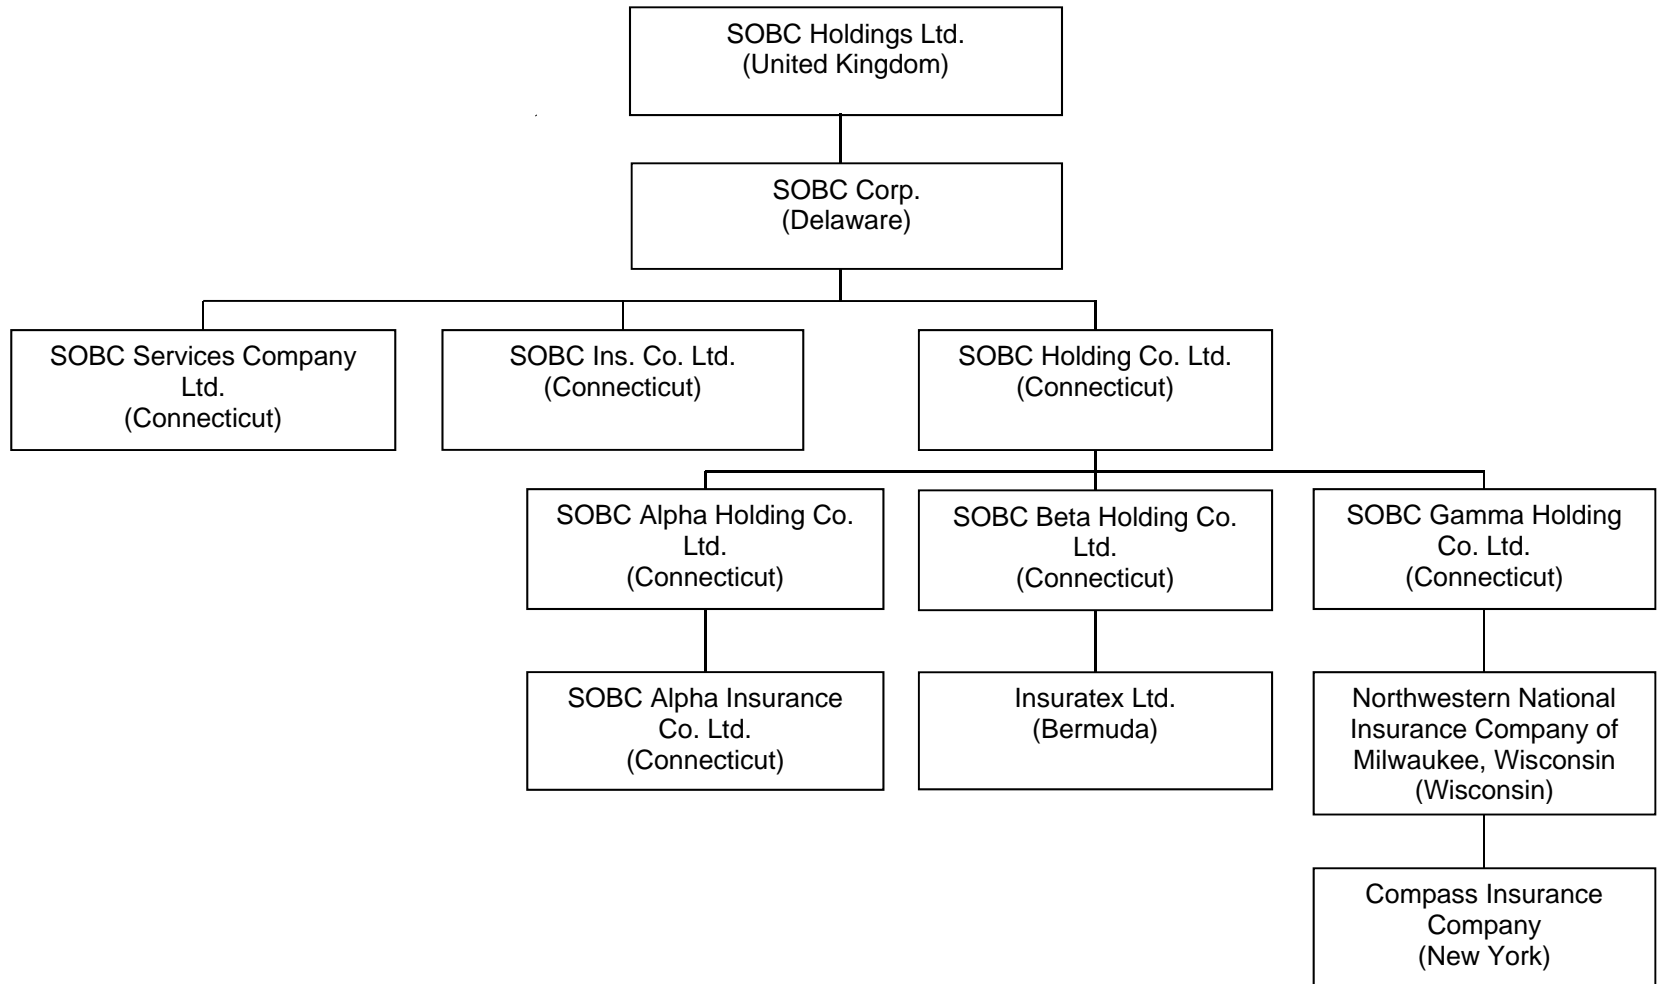 SOBC Holdings Ltd.
(United Kingdom)
SOBC Corp.
(Delaware)
SOBC Services Company
Ltd.
(Connecticut)
SOBC Ins. Co. Ltd.
(Connecticut)
SOBC Holding Co. Ltd.
(Connecticut)
SOBC Alpha Holding Co.
Ltd.
(Connecticut)
SOBC Beta Holding Co.
Ltd.
(Connecticut)
SOBC Gamma Holding
Co. Ltd.
(Connecticut)
SOBC Alpha Insurance
Co. Ltd.
(Connecticut)
Insuratex Ltd.
(Bermuda)
Northwestern National
Insurance Company of
Milwaukee, Wisconsin
(Wisconsin)
Compass Insurance
Company
(New York)